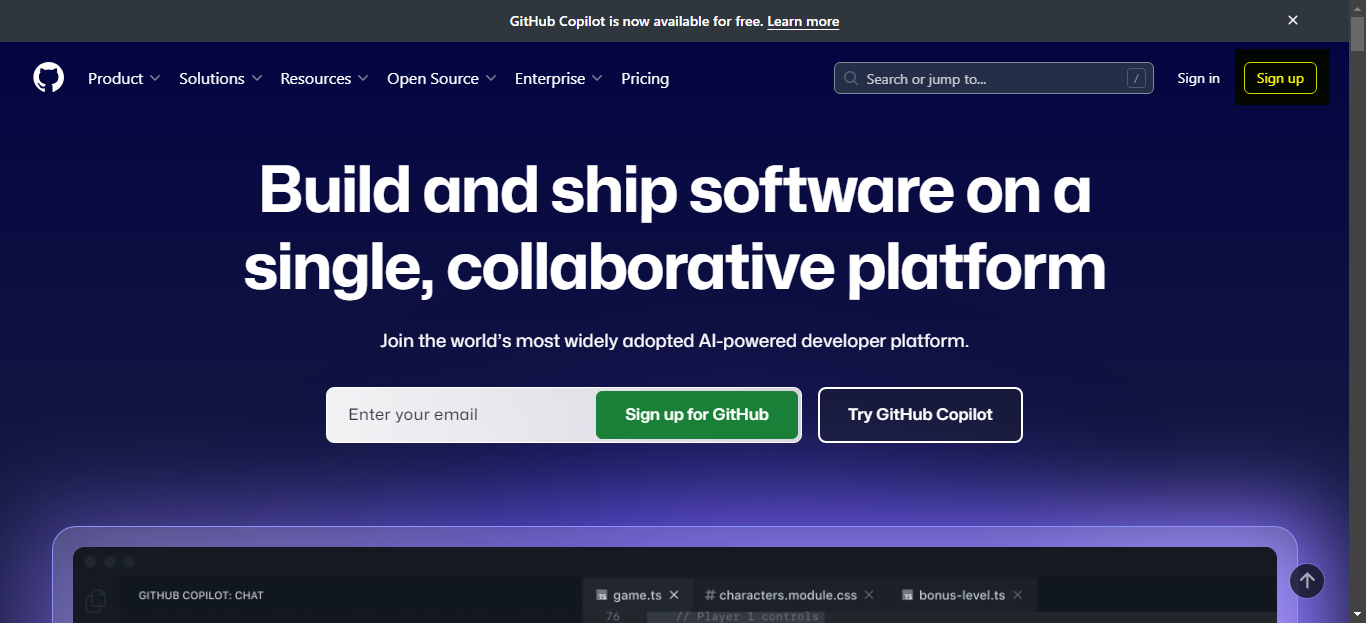 GitHub Copilot is now available for free. Learn more
Product Solutions Resources Open Source Enterprise Pricing Search or jump to... / Sign in Sign up
Build and ship software on a
single, collaborative platform
Join the world's most widely adopted AI-powered developer platform.
Enter your email Sign up for GitHub Try GitHub Copilot
GITHUB COPILOT: CHAT TS game.ts # characters.module.css TS bonus-level.ts
76 // Player 1 controls